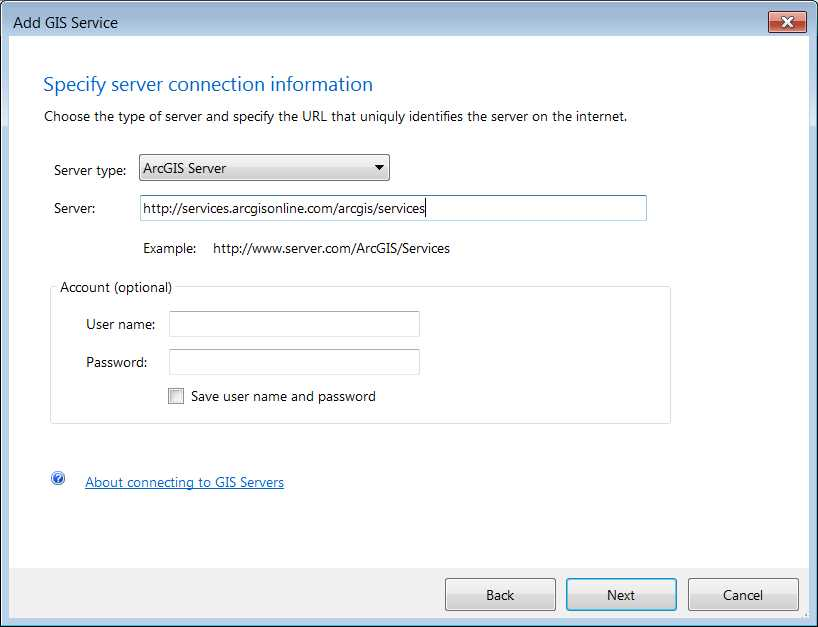 Add GIS Service
Specify server connection information
Choose the type of server and specify the URL that uniquly identifies the server on the internet.
Server type: ArcGIS Server
Server: http://services.arcgisonline.com/arcgis/services
Example: http://www.server.com/ArcGIS/Services
Account (optional)
User name:
Password:
Save user name and password
About connecting to GIS Servers
Back Next Cancel